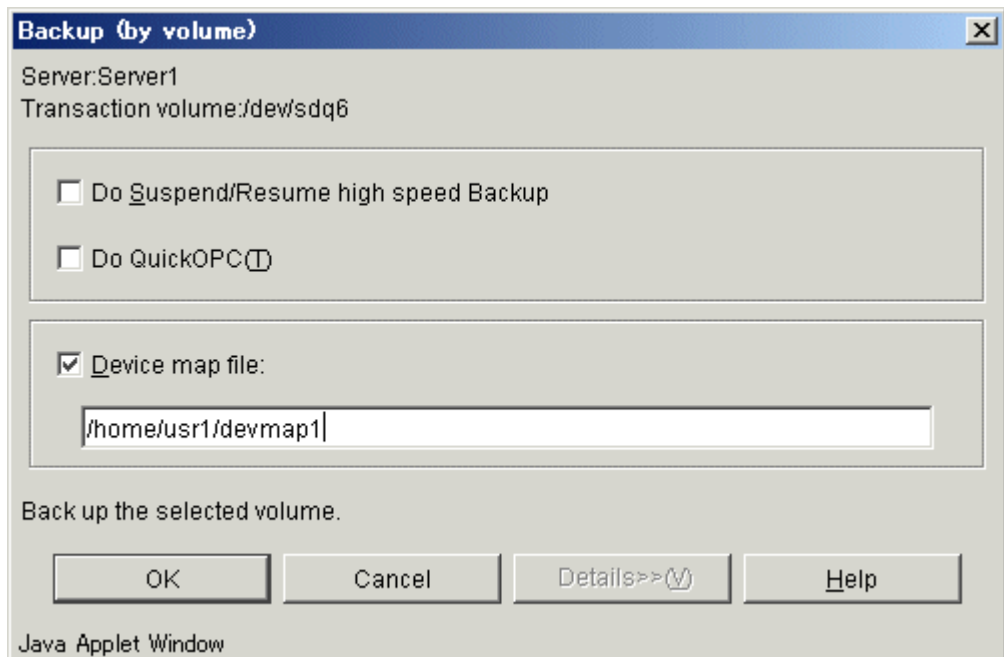 Backup (by volume)
Server:Server1
Transaction volume:/dev/sdq6
Do Suspend/Resume high speed Backup
Do QuickOPC(T)
Device map file:
/home/usr1/devmap1
Back up the selected volume.
OK Cancel Details>>(V) Help
Java Applet Window